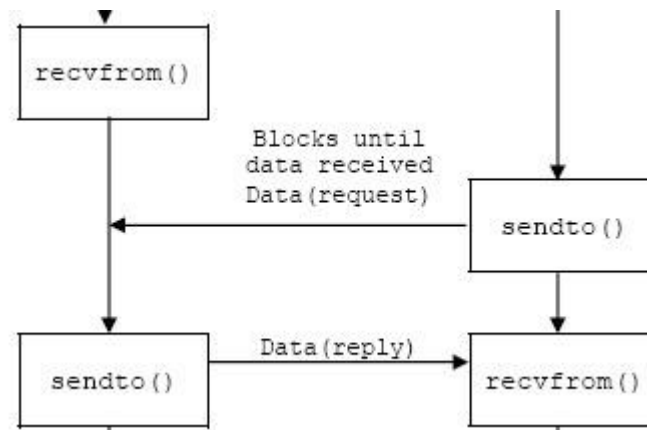 recvfrom()
Blocks until
data received
Data(request)
sendto()
Data(reply)
sendto()
recvfrom()